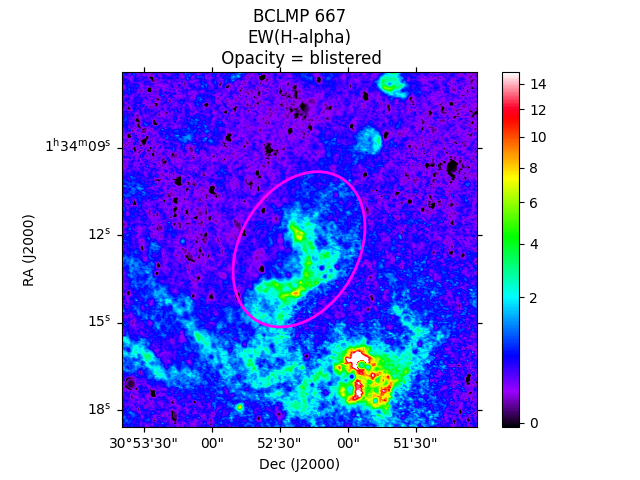 BCLMP 667
EW(H-alpha)
Opacity = blistered
RA (J2000)
1ʰ34ᵐ09ˢ
12ˢ
15ˢ
18ˢ
30°53'30" 00" 52'30" 00" 51'30"
Dec (J2000)
14
12
10
8
6
4
2
0